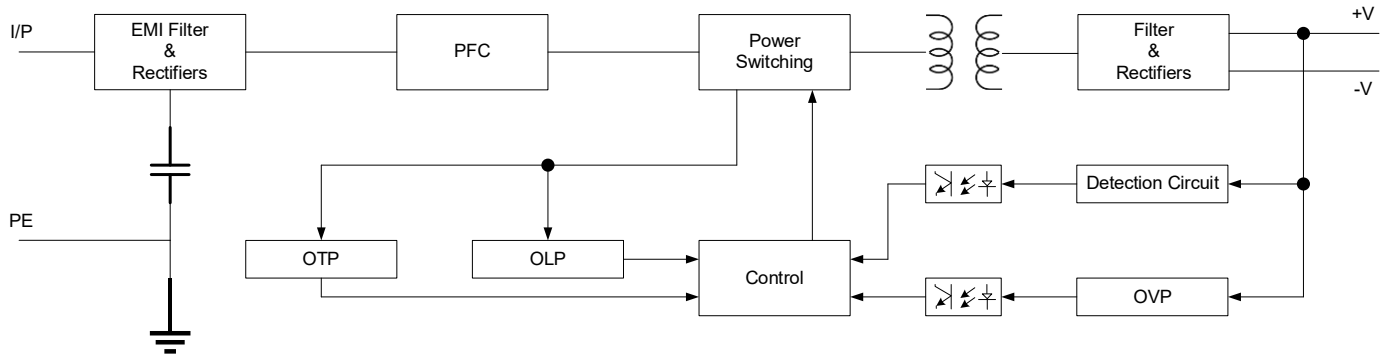 I/P
EMI Filter
&
Rectifiers
PFC
Power
Switching
Filter
&
Rectifiers
+V
-V
Detection Circuit
PE
OTP
OLP
Control
OVP